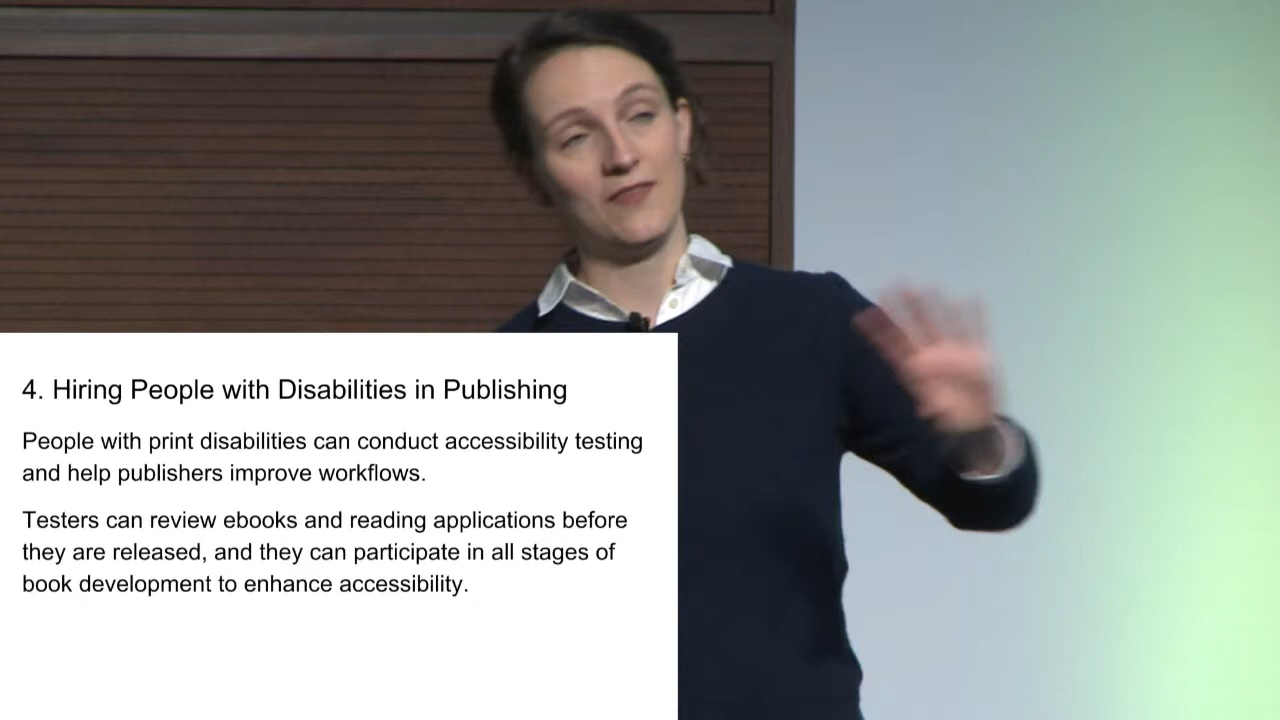 4. Hiring People with Disabilities in Publishing
People with print disabilities can conduct accessibility testing
and help publishers improve workflows.
Testers can review ebooks and reading applications before
they are released, and they can participate in all stages of
book development to enhance accessibility.